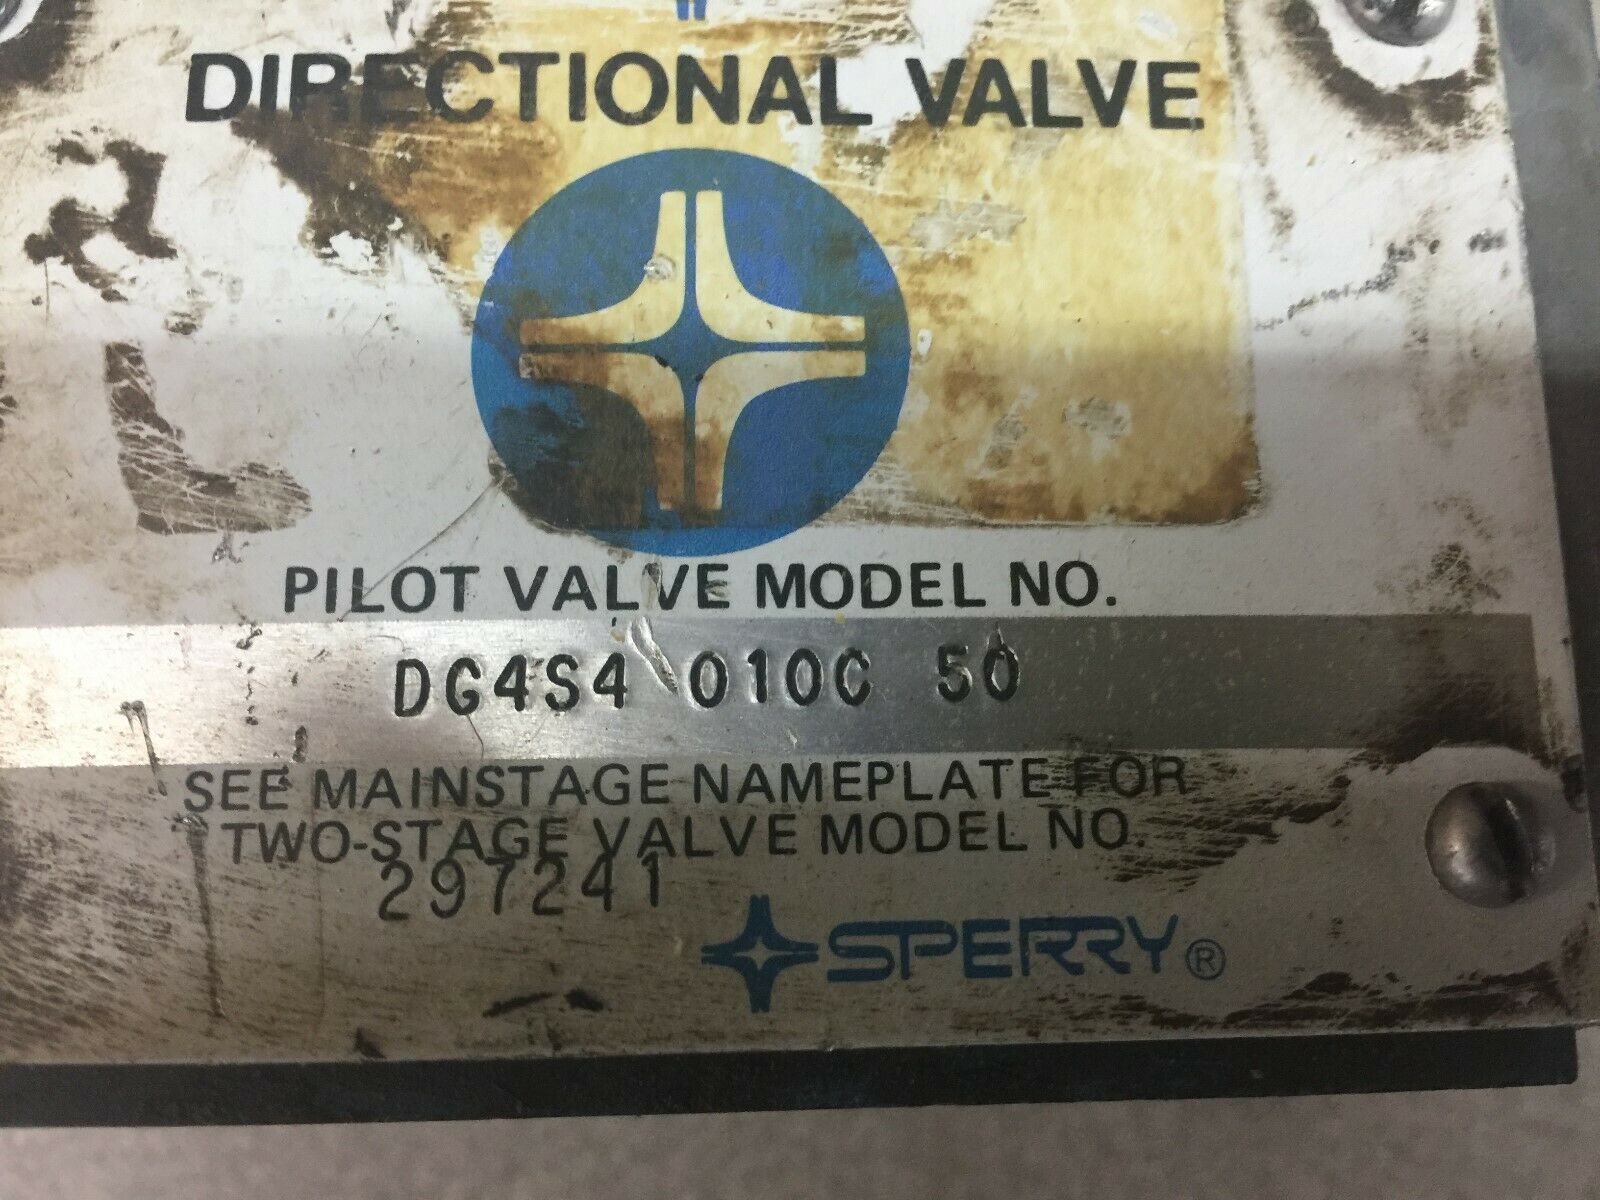 DIRECTIONAL VALVE
PILOT VALVE MODEL NO.
DG4S4 010C 50
SEE MAINSTAGE NAMEPLATE FOR
TWO-STAGE VALVE MODEL NO.
297241
SPERRY®